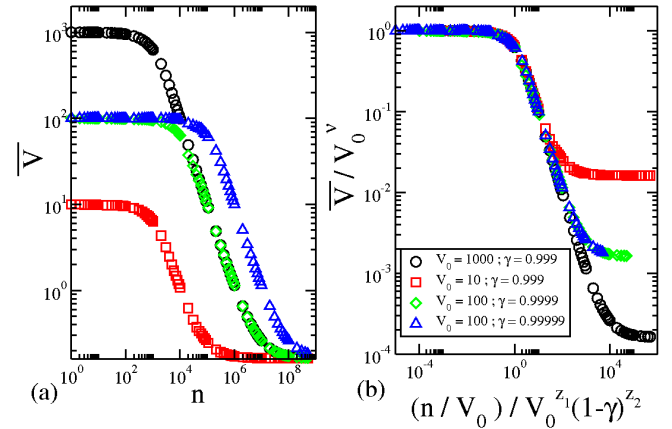 10³
10²
10¹
10⁰
V̅
10⁰ 10² 10⁴ 10⁶ 10⁸
(a) n
10⁰
10⁻¹
10⁻²
10⁻³
10⁻⁴
V̅ / V₀^ν
V₀ = 1000 ; γ = 0.999
V₀ = 10 ; γ = 0.999
V₀ = 100 ; γ = 0.9999
V₀ = 100 ; γ = 0.99999
10⁻⁴ 10⁰ 10⁴
(b) (n / V₀) / V₀^z₁(1-γ)^z₂